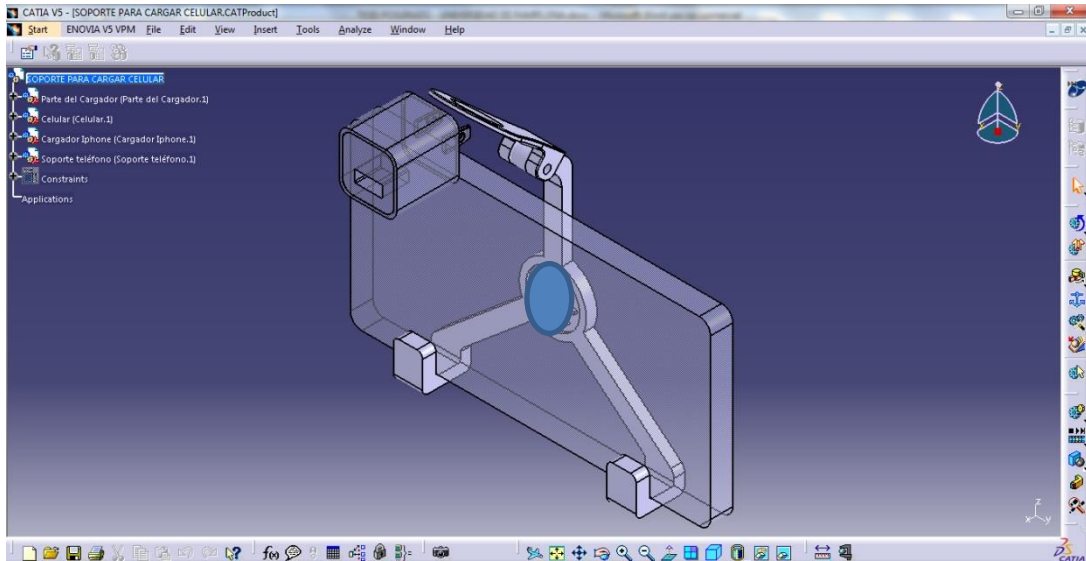 CATIA V5 - [SOPORTE PARA CARGAR CELULAR.CATProduct]
Start ENOVIA V5 VPM File Edit View Insert Tools Analyze Window Help
SOPORTE PARA CARGAR CELULAR
Parte del Cargador (Parte del Cargador.1)
Celular (Celular.1)
Cargador Iphone (Cargador Iphone.1)
Soporte teléfono (Soporte teléfono.1)
Constraints
Applications
z
x y
f(x)
CATIA